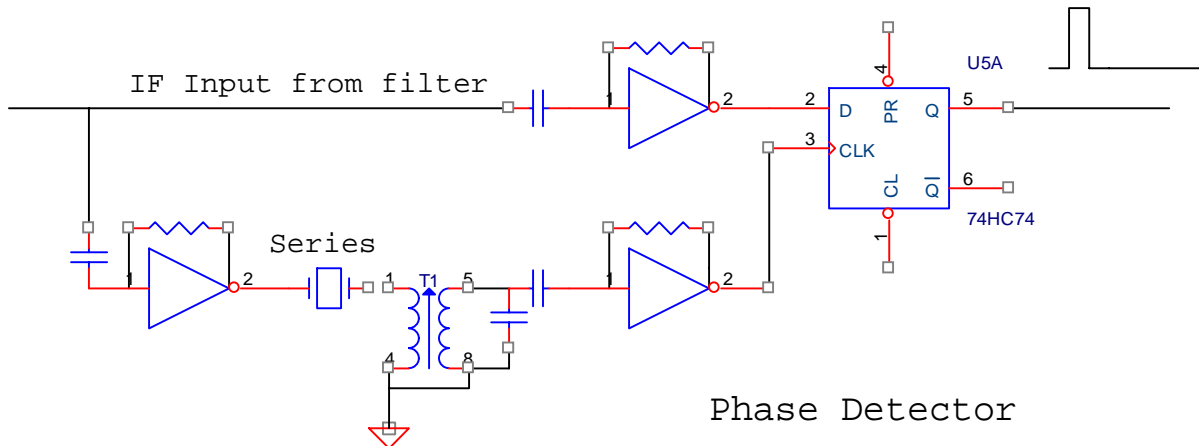 IF Input from filter
1
2
2
D
3
CLK
4
PR
CL
1
Q
5
Q
6
U5A
74HC74
1
2
Series
1
T1
5
4
8
1
2
Phase Detector